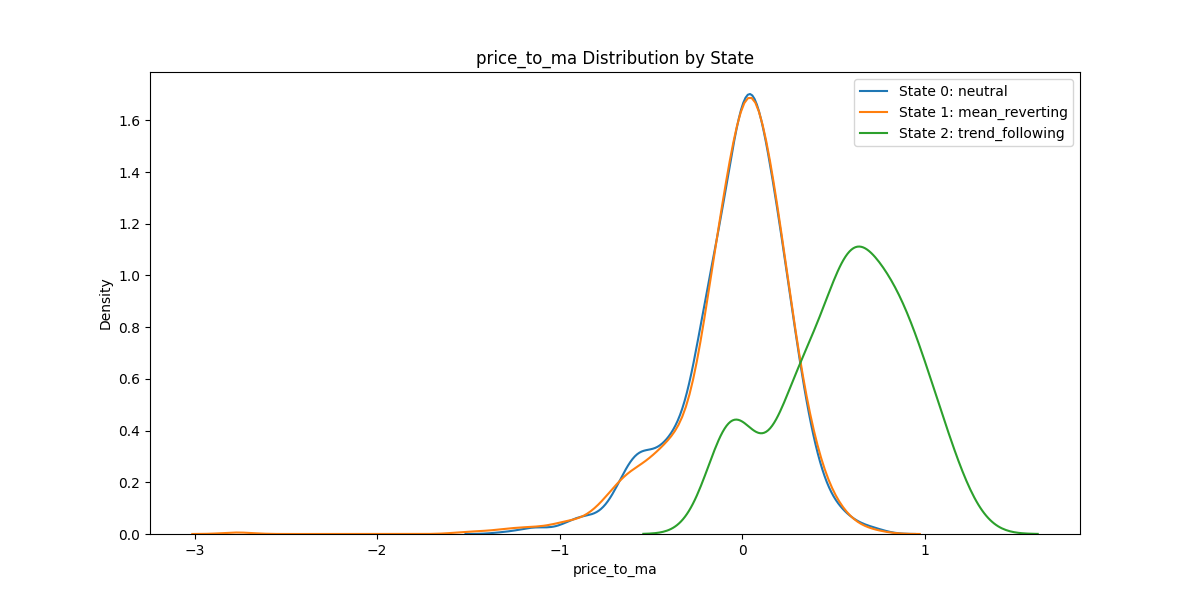 price_to_ma Distribution by State
State 0: neutral
State 1: mean_reverting
State 2: trend_following
Density
1.6
1.4
1.2
1.0
0.8
0.6
0.4
0.2
0.0
−3
−2
−1
0
1
price_to_ma